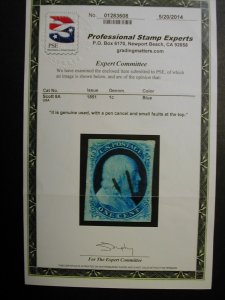 No. 01283608 5/20/2014
PSE
Professional Stamp Experts
P.O. Box 6170, Newport Beach, CA 92658
gradingmatters.com
Expert Committee
We have examined the enclosed item submitted to PSE, of which
an image is shown below, and are of the opinion that:
Cat No. Issue Denom Color
Scott 8A 1851 1c Blue
USA
"it is genuine used, with a pen cancel and small faults at the top."
ONE CENT
For The Expert Committee